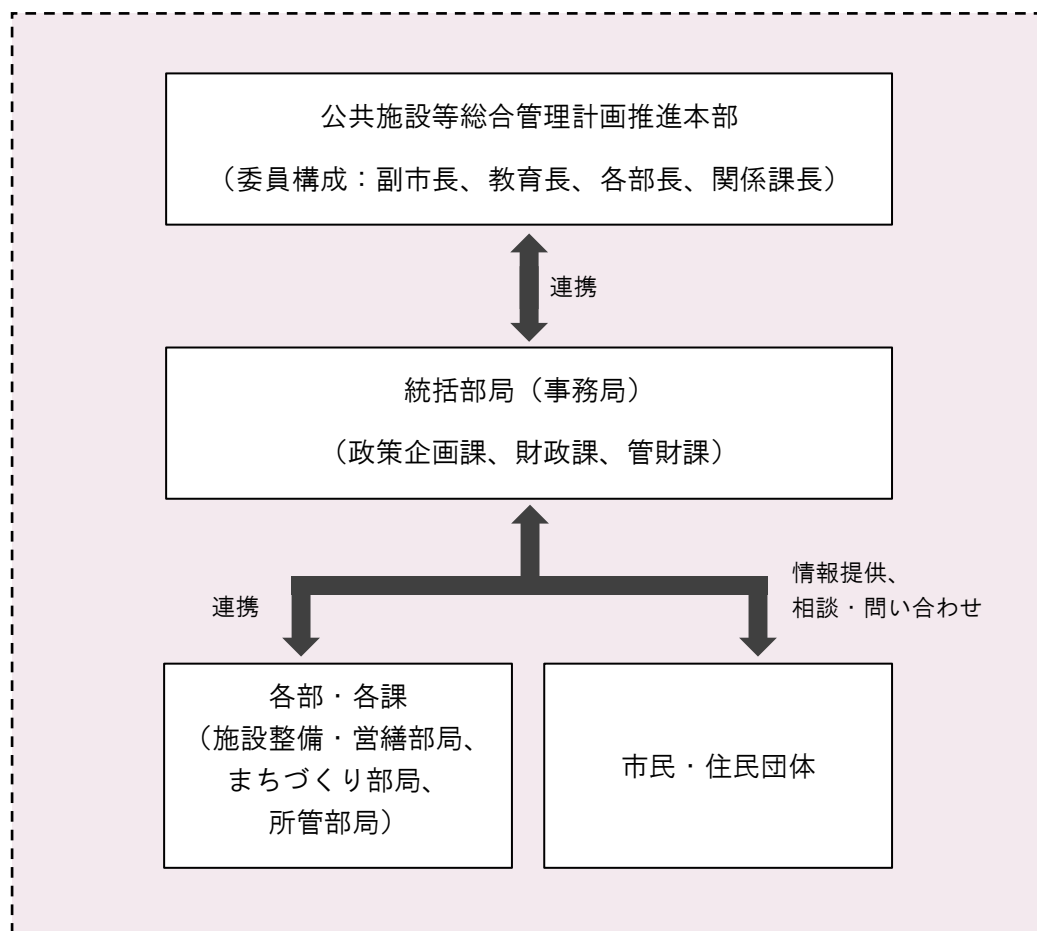 公共施設等総合管理計画推進本部
（委員構成：副市長、教育長、各部長、関係課長）
連携
統括部局（事務局）
（政策企画課、財政課、管財課）
連携
情報提供、
相談・問い合わせ
各部・各課
（施設整備・営繕部局、
まちづくり部局、
所管部局）
市民・住民団体